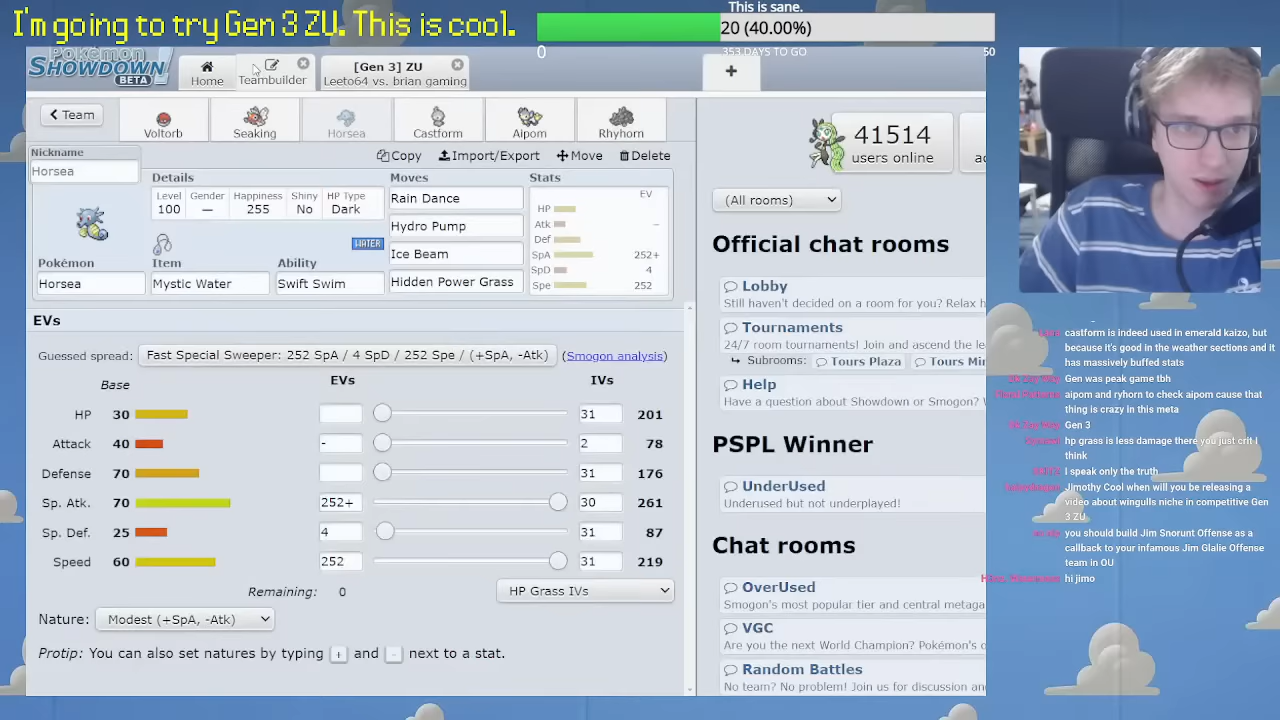 I'm going to try Gen 3 ZU. This is cool.
This is sane.
20 (40.00%)
0
353 DAYS TO GO
50
Pokémon
SHOWDOWN!
BETA
Home
Teambuilder
[Gen 3] ZU
Leeto64 vs. brian gaming
+
Team
Voltorb
Seaking
Horsea
Castform
Aipom
Rhyhorn
Copy
Import/Export
Move
Delete
Nickname
Horsea
Details
Level
100
Gender
—
Happiness
255
Shiny
No
HP Type
Dark
WATER
Pokémon
Horsea
Item
Mystic Water
Ability
Swift Swim
Moves
Rain Dance
Hydro Pump
Ice Beam
Hidden Power Grass
Stats
EV
HP
Atk –
Def
SpA 252+
SpD 4
Spe 252
EVs
Guessed spread: Fast Special Sweeper: 252 SpA / 4 SpD / 252 Spe / (+SpA, -Atk) (Smogon analysis)
Base EVs IVs
HP 30 31 201
Attack 40 - 2 78
Defense 70 31 176
Sp. Atk. 70 252+ 30 261
Sp. Def. 25 4 31 87
Speed 60 252 31 219
Remaining: 0
HP Grass IVs
Nature: Modest (+SpA, -Atk)
Protip: You can also set natures by typing + and - next to a stat.
41514
users online
(All rooms)
Official chat rooms
Lobby
Still haven't decided on a room for you? Relax
Tournaments
24/7 room tournaments! Join and ascend the
Subrooms: Tours Plaza Tours
Help
Have a question about Showdown or Smogon?
PSPL Winner
UnderUsed
Underused but not underplayed!
Chat rooms
OverUsed
Smogon's most popular tier and central
VGC
Are you the next World Champion? Pokémon's
Random Battles
No team? No problem! Join us for discussion
castform is indeed used in emerald kaizo, but
because it's good in the weather sections and it
has massively buffed stats
Gen was peak game tbh
aipom and ryhorn to check aipom cause that
thing is crazy in this meta
Gen 3
hp grass is less damage there you just crit I
think
I speak only the truth
Jimothy Cool when will you be releasing a
video about wingulls niche in competitive Gen
3 ZU
you should build Jim Snorunt Offense as a
callback to your infamous Jim Glalie Offense
team in OU
hi jimo